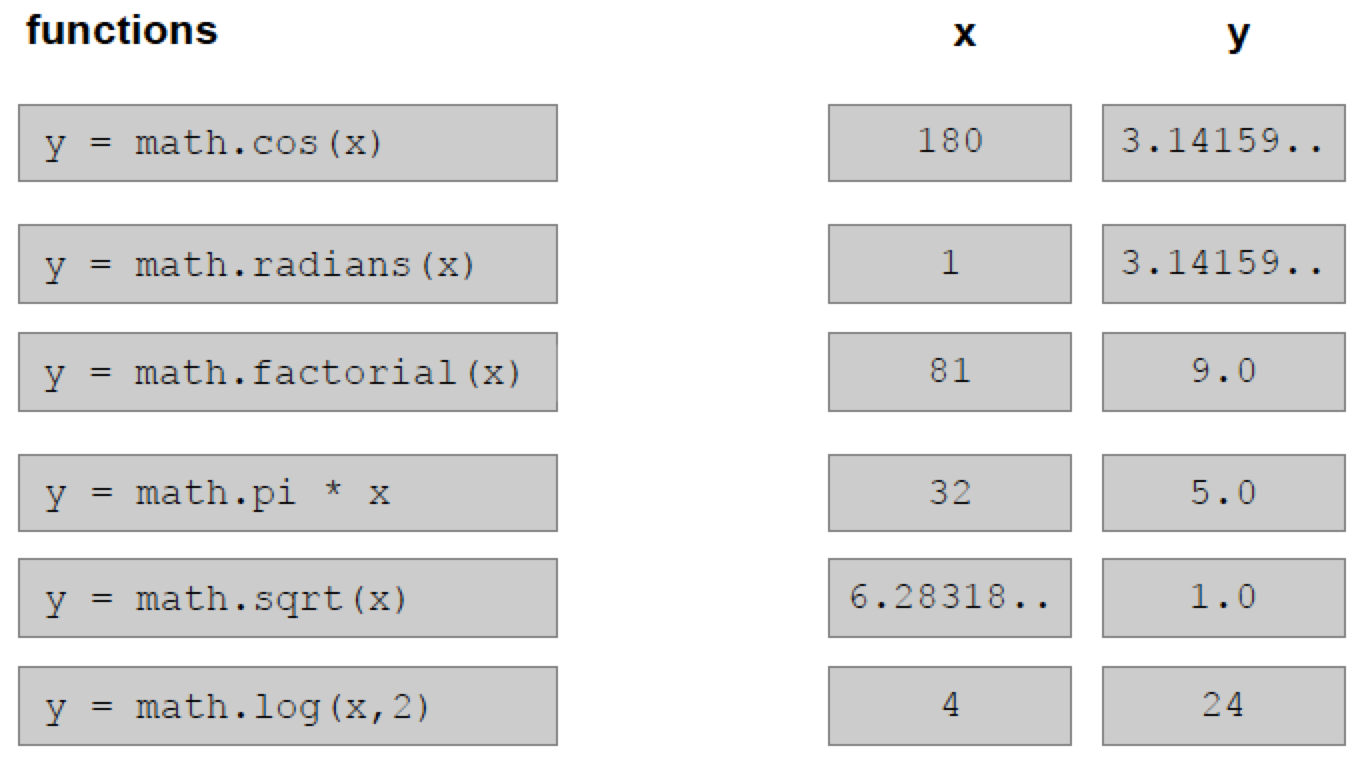 functions x y
y = math.cos(x) 180 3.14159..
y = math.radians(x) 1 3.14159..
y = math.factorial(x) 81 9.0
y = math.pi * x 32 5.0
y = math.sqrt(x) 6.28318.. 1.0
y = math.log(x,2) 4 24